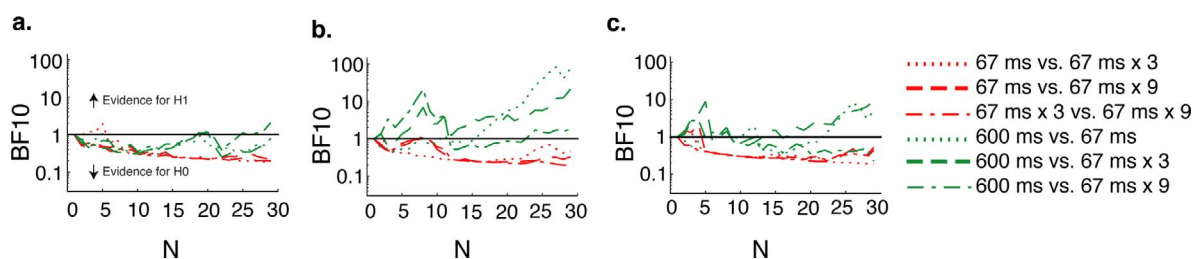 a.
BF10
100
10
1
0.1
Evidence for H1
Evidence for H0
0 5 10 15 20 25 30
N
b.
BF10
100
10
1
0.1
0 5 10 15 20 25 30
N
c.
BF10
100
10
1
0.1
0 5 10 15 20 25 30
N
67 ms vs. 67 ms x 3
67 ms vs. 67 ms x 9
67 ms x 3 vs. 67 ms x 9
600 ms vs. 67 ms
600 ms vs. 67 ms x 3
600 ms vs. 67 ms x 9